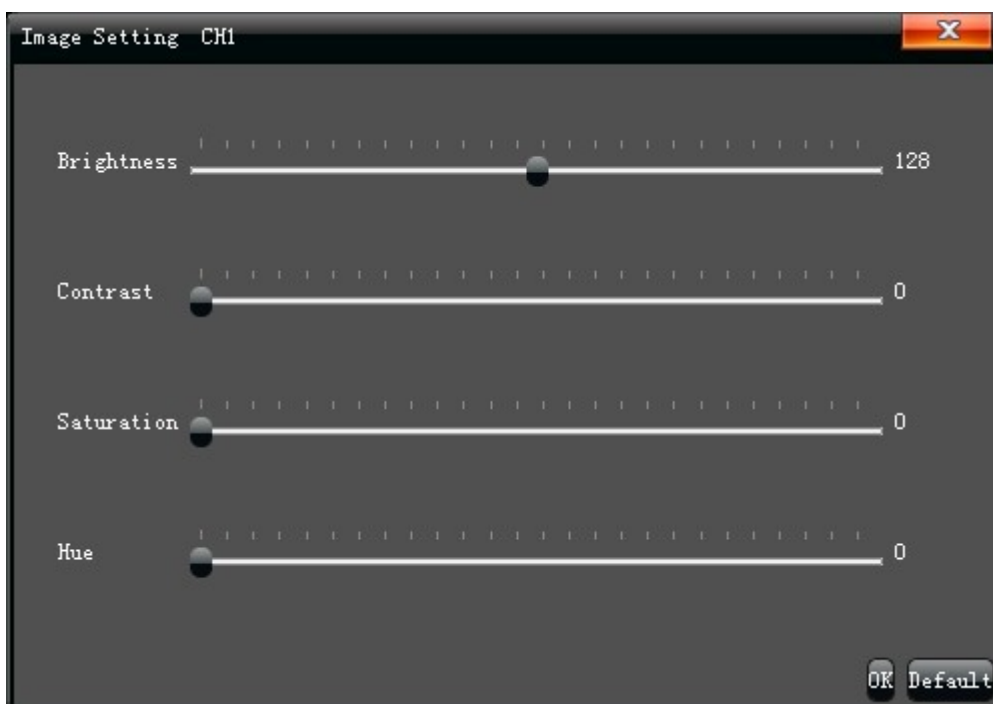 Image Setting CH1
Brightness 128
Contrast 0
Saturation 0
Hue 0
OK Default